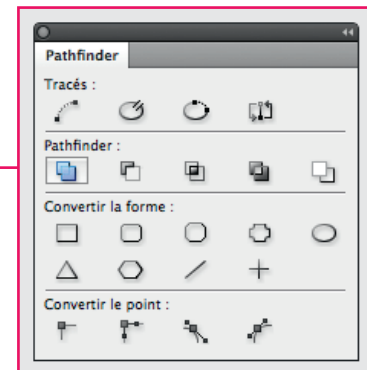 Pathfinder
Tracés :
Pathfinder :
Convertir la forme :
Convertir le point :